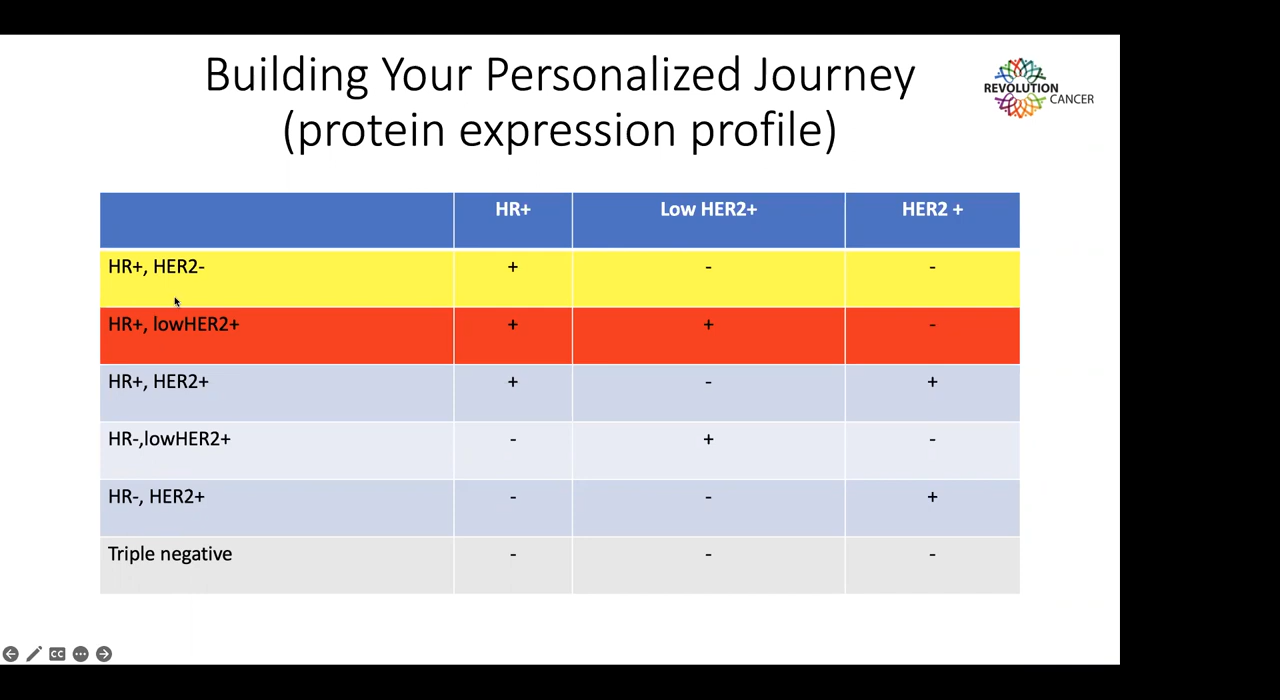 Building Your Personalized Journey
(protein expression profile)
REVOLUTION
CANCER
HR+ Low HER2+ HER2 +
HR+, HER2- + - -
HR+, lowHER2+ + + -
HR+, HER2+ + - +
HR-,lowHER2+ - + -
HR-, HER2+ - - +
Triple negative - - -
CC